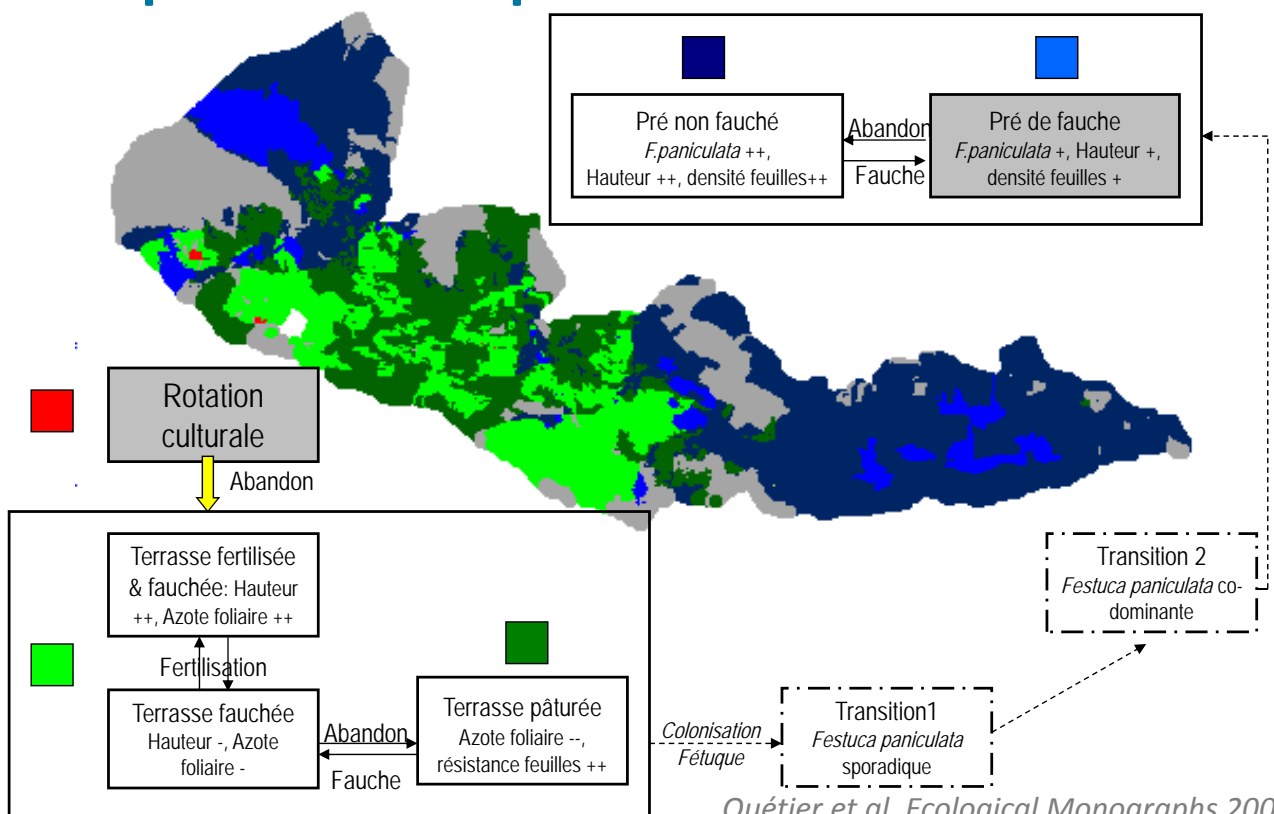 Pré non fauché
F.paniculata ++,
Hauteur ++, densité feuilles++
Abandon
Fauche
Pré de fauche
F.paniculata +, Hauteur +,
densité feuilles +
Rotation
culturale
Abandon
Terrasse fertilisée
& fauchée: Hauteur
++, Azote foliaire ++
Fertilisation
Terrasse fauchée
Hauteur -, Azote
foliaire -
Abandon
Fauche
Terrasse pâturée
Azote foliaire --,
résistance feuilles ++
Colonisation
Fétuque
Transition1
Festuca paniculata
sporadique
Transition 2
Festuca paniculata co-
dominante
Quétier et al. Ecological Monographs 200